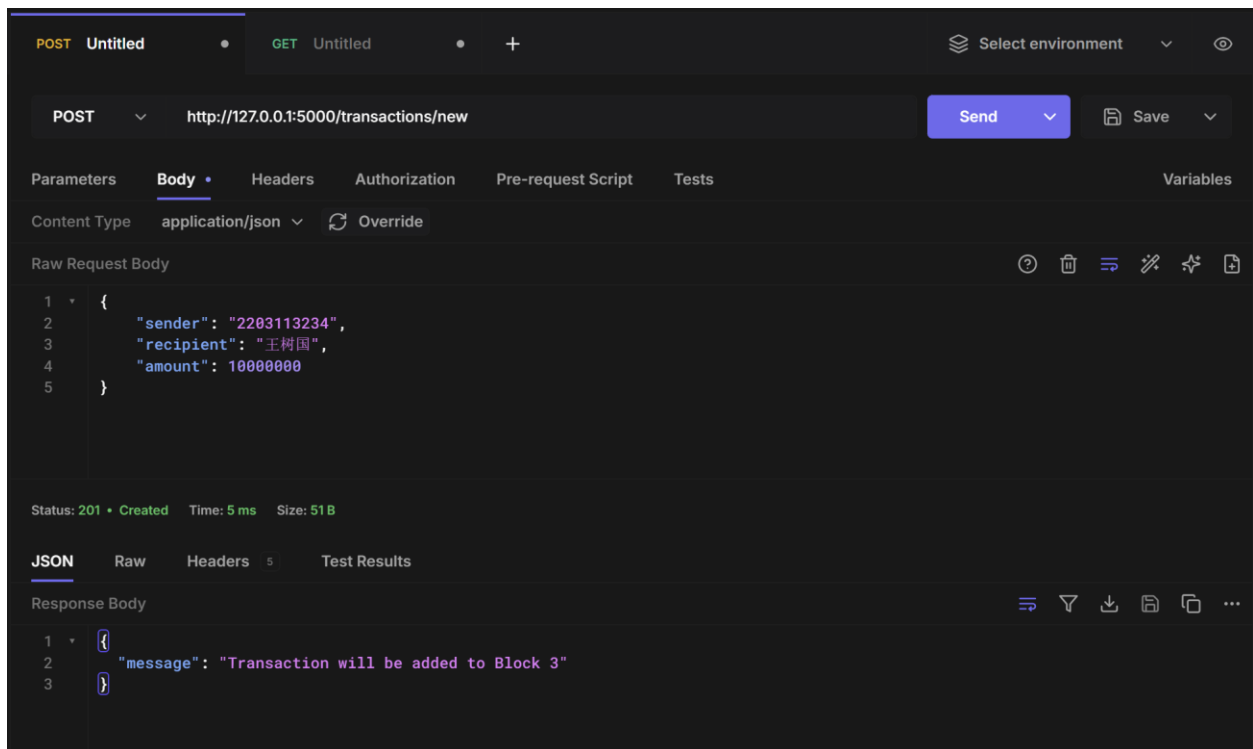 POST Untitled GET Untitled + Select environment
POST http://127.0.0.1:5000/transactions/new Send Save
Parameters Body Headers Authorization Pre-request Script Tests Variables
Content Type application/json Override
Raw Request Body
1 {
2 "sender": "2203113234",
3 "recipient": "王树国",
4 "amount": 10000000
5 }
Status: 201 • Created Time: 5 ms Size: 51 B
JSON Raw Headers 5 Test Results
Response Body
1 {
2 "message": "Transaction will be added to Block 3"
3 }